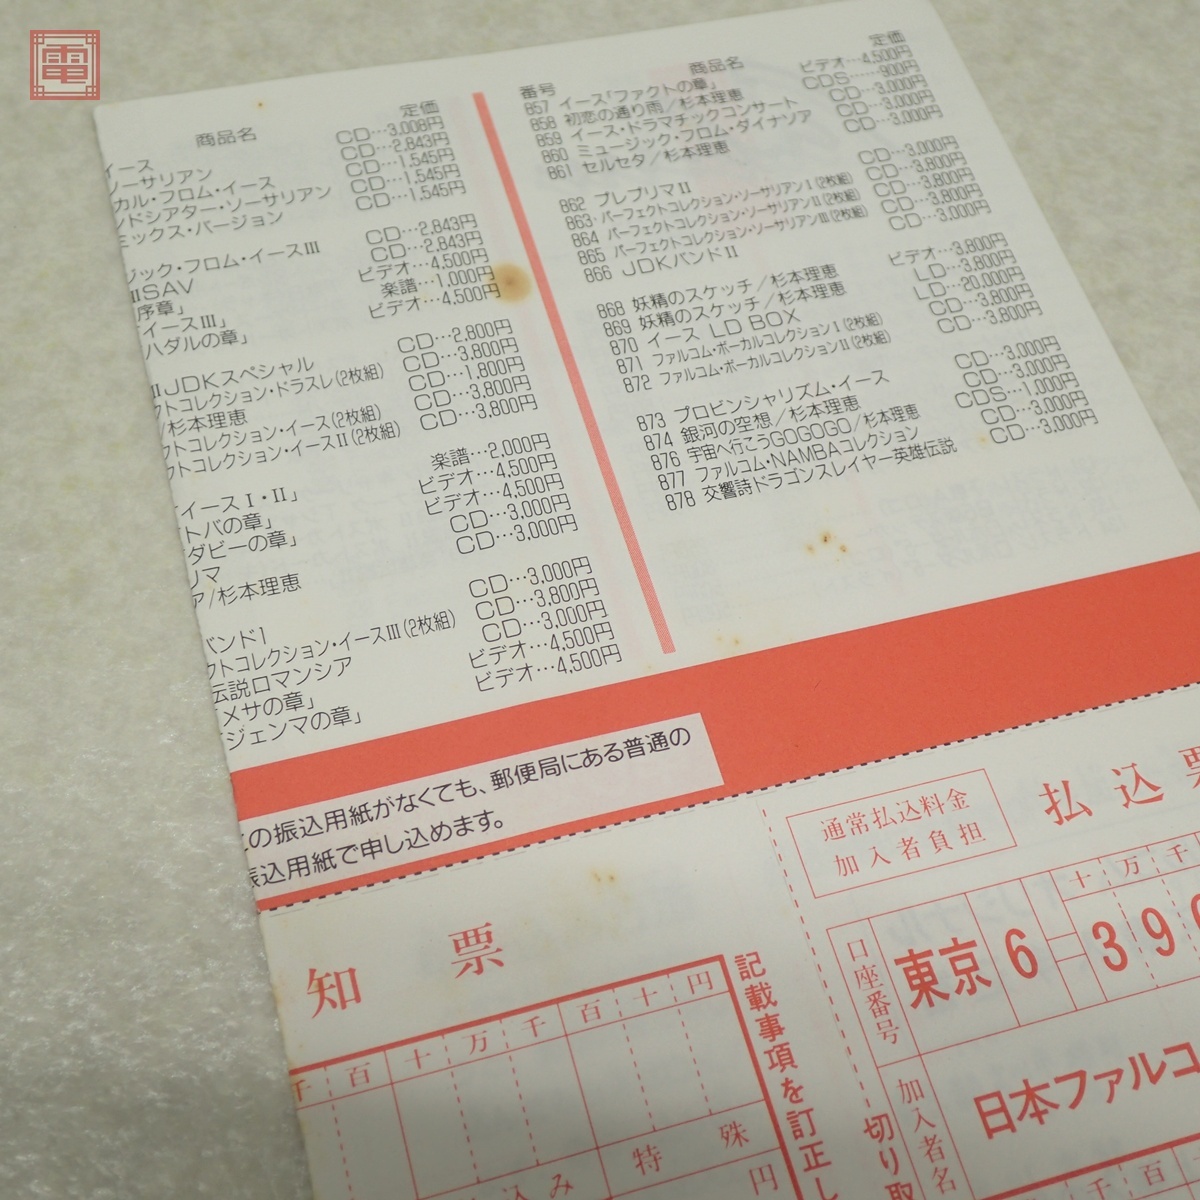 電
商品名 定価
イース CD…3,008円
ソーサリアン CD…2,843円
カル・フロム・イース CD…1,545円
ンドシアター・ソーサリアン CD…1,545円
ミックス・バージョン CD…1,545円
ジック・フロム・イースⅢ CD…2,843円
ⅡSAV CD…2,843円
序章」 ビデオ…4,500円
イースⅢ」 楽譜…1,000円
ハダルの章」 ビデオ…4,500円
ⅡJDKスペシャル CD…2,800円
クトコレクション・ドラスレ(2枚組) CD…3,800円
/杉本理恵 CD…1,800円
クトコレクション・イース(2枚組) CD…3,800円
クトコレクション・イースⅡ(2枚組) CD…3,800円
イースⅠ・Ⅱ」 楽譜…2,000円
トバの章」 ビデオ…4,500円
ダビーの章」 ビデオ…4,500円
リマ CD…3,000円
ア/杉本理恵 CD…3,000円
バンド1 CD…3,000円
クトコレクション・イースⅢ(2枚組) CD…3,800円
伝説ロマンシア CD…3,000円
メサの章」 ビデオ…4,500円
ジェンマの章」 ビデオ…4,500円
番号 商品名 定価
857 イース「ファクトの章」 ビデオ…4,500円
858 初恋の通り雨/杉本理恵 CDS……900円
859 イース・ドラマチックコンサート CD…3,000円
860 ミュージック・フロム・ダイナソア CD…3,000円
861 セルセタ/杉本理恵 CD…3,000円
862 プレプリマⅡ CD…3,000円
863 パーフェクトコレクション・ソーサリアンⅠ(2枚組) CD…3,800円
864 パーフェクトコレクション・ソーサリアンⅡ(2枚組) CD…3,800円
865 パーフェクトコレクション・ソーサリアンⅢ(2枚組) CD…3,800円
866 JDKバンドⅡ CD…3,000円
868 妖精のスケッチ/杉本理恵 ビデオ…3,800円
869 妖精のスケッチ/杉本理恵 LD…3,800円
870 イース LD BOX LD…20,000円
871 ファルコム・ボーカルコレクションⅠ(2枚組) CD…3,800円
872 ファルコム・ボーカルコレクションⅡ(2枚組) CD…3,800円
873 プロビンシャリズム・イース CD…3,000円
874 銀河の空想/杉本理恵 CD…3,000円
876 宇宙へ行こうGOGOGO/杉本理恵 CDS…1,000円
877 ファルコム・NAMBAコレクション CD…3,000円
878 交響詩ドラゴンスレイヤー英雄伝説 CD…3,000円
の振込用紙がなくても、郵便局にある普通の
振込用紙で申し込めます。
知 票
千 百 十 万 千 百 十 円
込み 特 殊
円
記載事項を訂正し
切り取
通常払込料金
加入者負担
払込票
十 万 千
口座番号 東京 6 3 9
加入者名 日本ファルコ
千 百 十